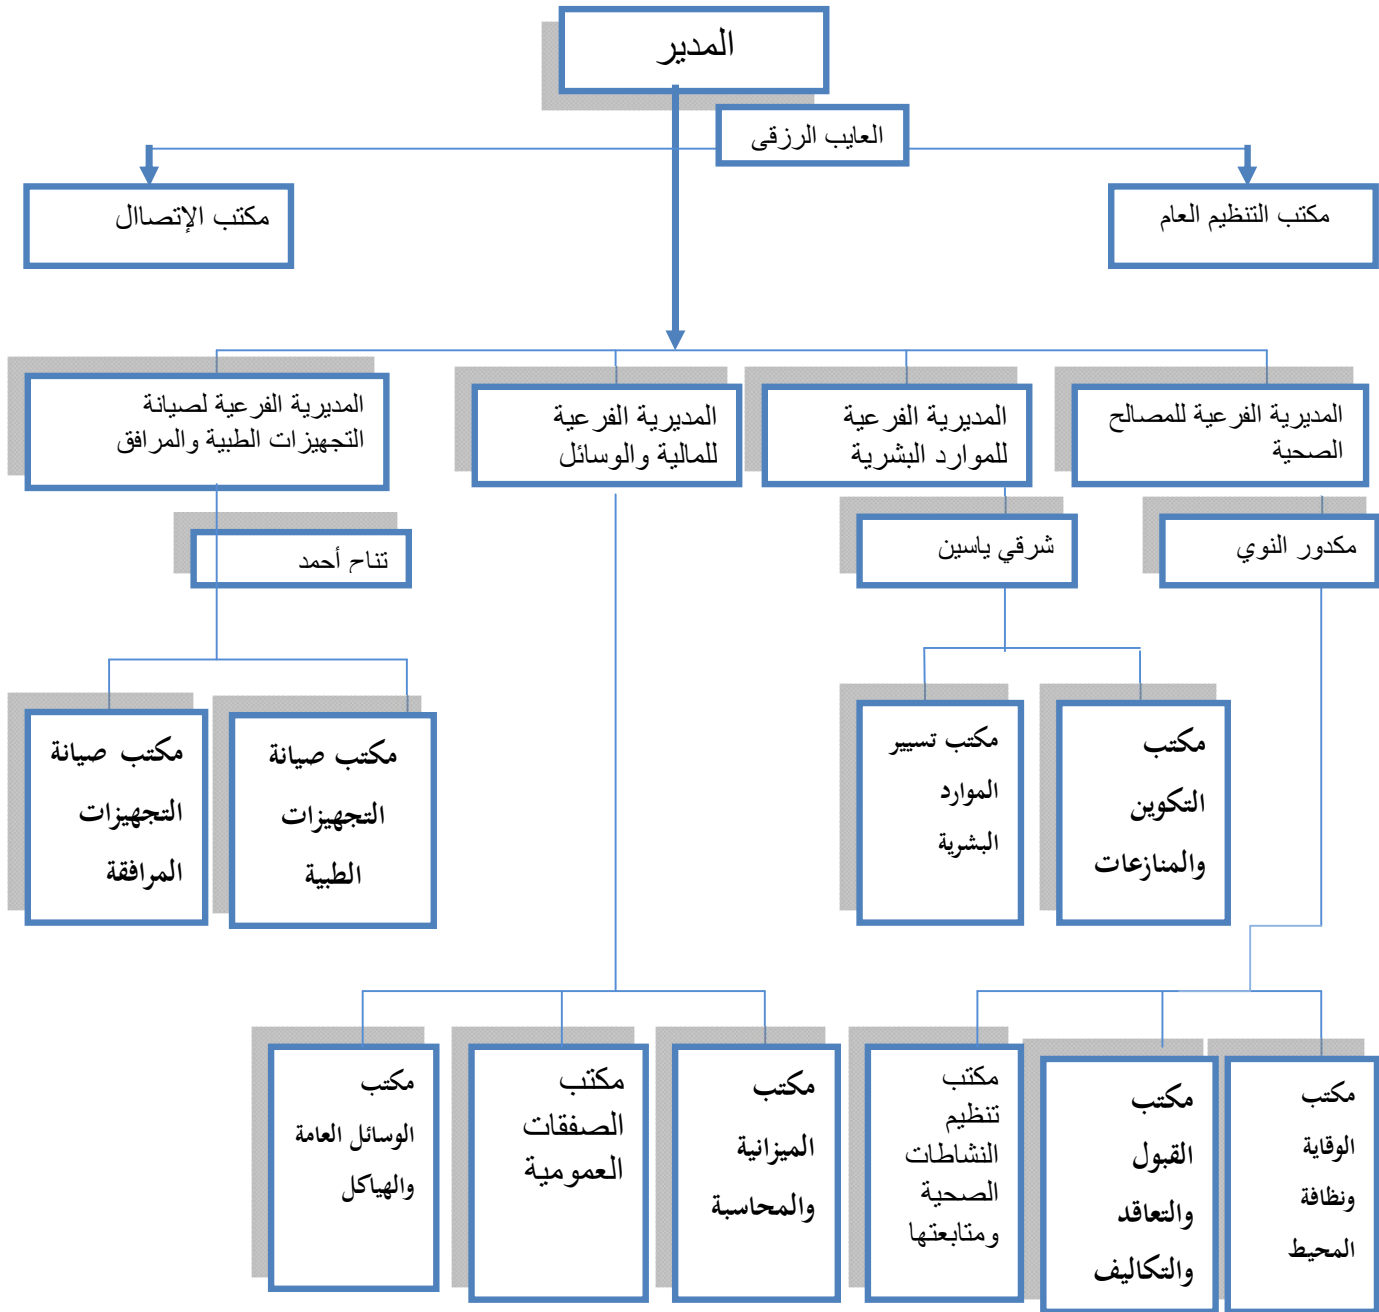 المدير
العايب الرزقى
مكتب التنظيم العام
مكتب الإتصاال
المديرية الفرعية للمصالح
الصحية
المديرية الفرعية
للموارد البشرية
المديرية الفرعية
للمالية والوسائل
المديرية الفرعية لصيانة
التجهيزات الطبية والمرافق
مكدور النوي
شرقي ياسين
تناح أحمد
مكتب
التكوين
والمنازعات
مكتب تسيير
الموارد
البشرية
مكتب صيانة
التجهيزات
الطبية
مكتب صيانة
التجهيزات
المرافقة
مكتب
الوقاية
ونظافة
المحيط
مكتب
القبول
والتعاقد
والتكاليف
مكتب
تنظيم
النشاطات
الصحية
ومتابعتها
مكتب
الميزانية
والمحاسبة
مكتب
الصفقات
العمومية
مكتب
الوسائل العامة
والهياكل